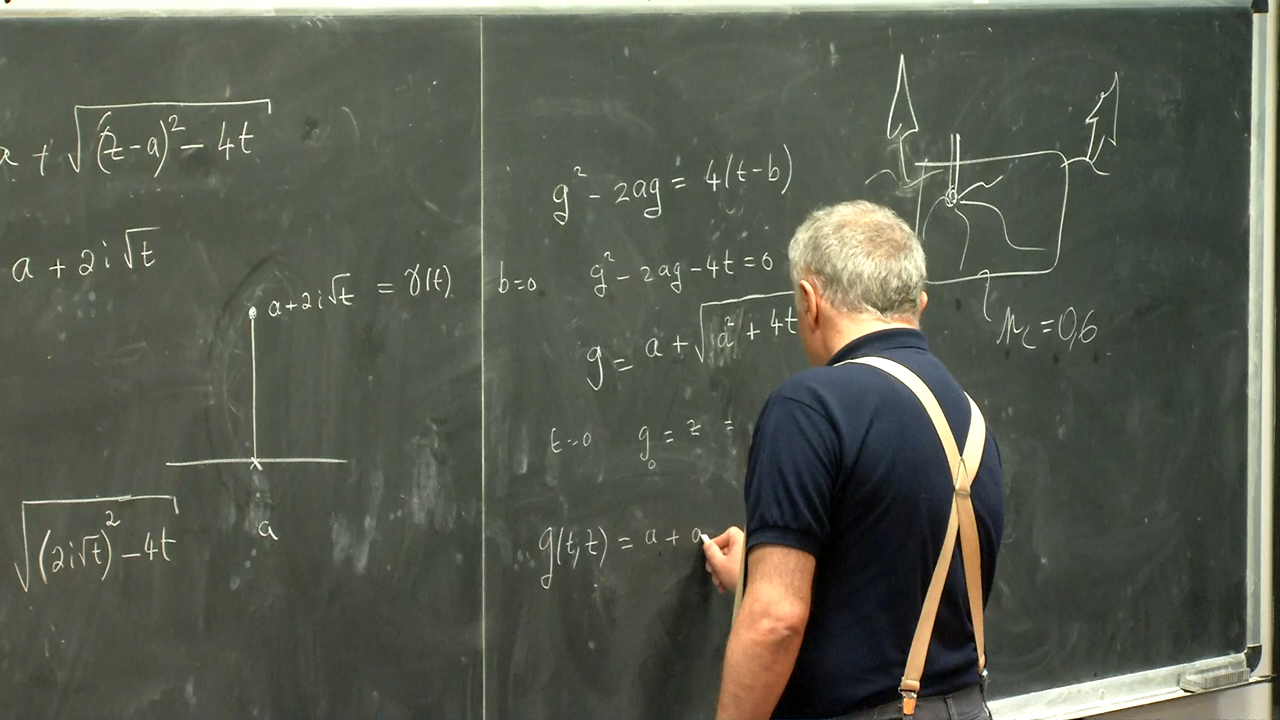 a + √((z-a)² - 4t
a + 2i√t
a+2i√t = γ(t)
a
√((2i√t)² - 4t
g² - 2ag = 4(t-b)
b=0 g² - 2ag - 4t = 0
g = a + √(a² + 4t
t=0 g₀ = z =
g(t,t) = a + a
=0,6